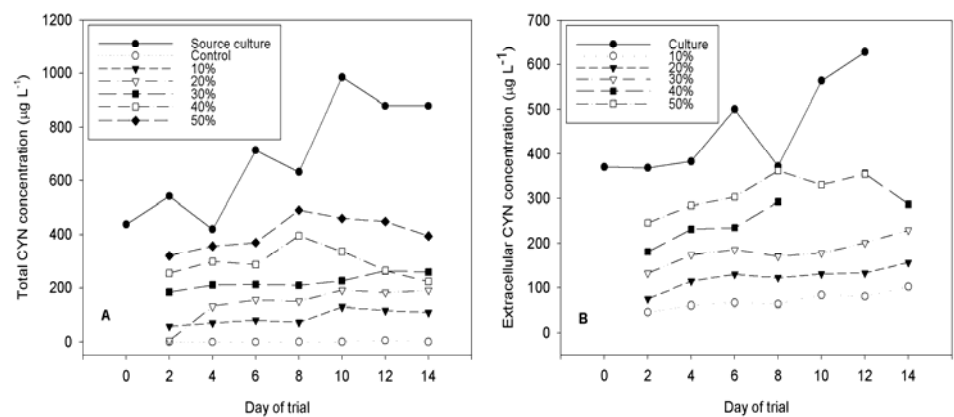 1200
1000
800
600
400
200
0
Total CYN concentration (µg L-1)
Source culture
Control
10%
20%
30%
40%
50%
A
0 2 4 6 8 10 12 14
Day of trial
700
600
500
400
300
200
100
0
Extracellular CYN concentration (µg L-1)
Culture
10%
20%
30%
40%
50%
B
0 2 4 6 8 10 12 14
Day of trial